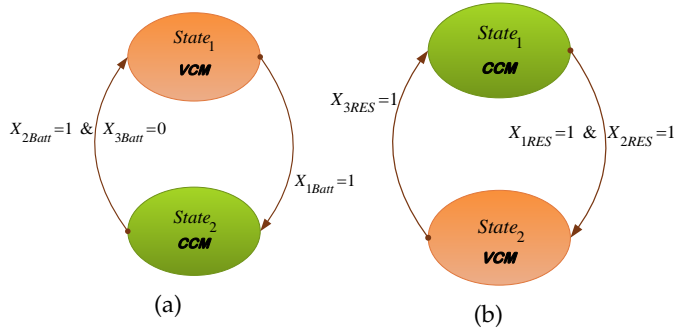 State₁
VCM
X₂Batt=1 & X₃Batt=0
X₁Batt=1
State₂
CCM
(a)
State₁
CCM
X₃RES=1
X₁RES=1 & X₂RES=1
State₂
VCM
(b)